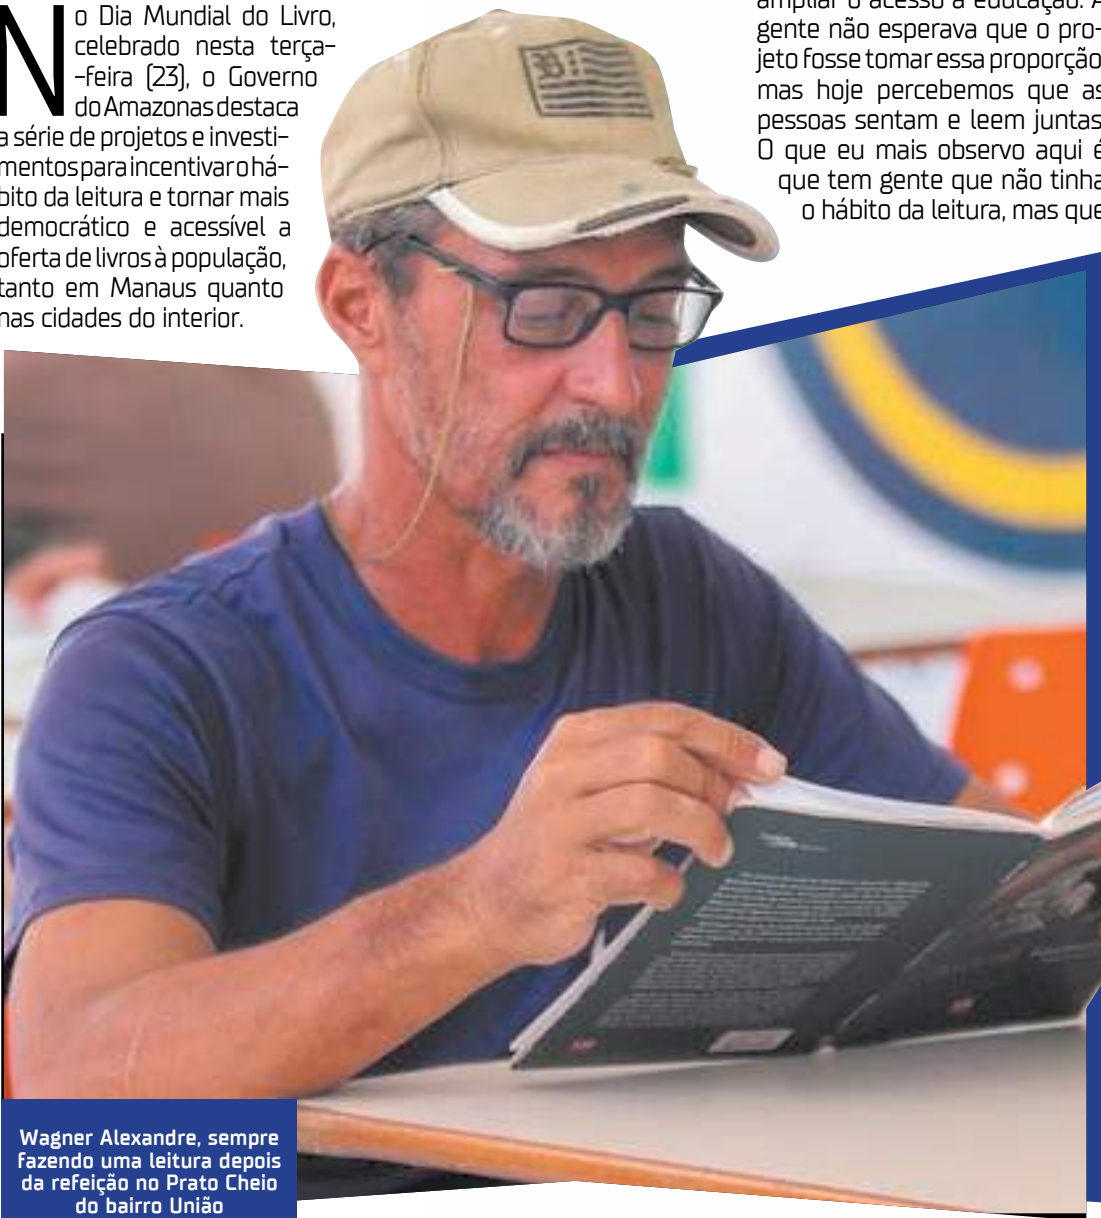 No Dia Mundial do Livro,
celebrado nesta terça-
-feira (23), o Governo
do Amazonas destaca
a série de projetos e investi-
mentos para incentivar o há-
bito da leitura e tornar mais
democrático e acessível a
oferta de livros à população,
tanto em Manaus quanto
nas cidades do interior.
ampliar o acesso à educação. A
gente não esperava que o pro-
jeto fosse tomar essa proporção
mas hoje percebemos que as
pessoas sentam e leem juntas
O que eu mais observo aqui é
que tem gente que não tinha
o hábito da leitura, mas que
Wagner Alexandre, sempre
fazendo uma leitura depois
da refeição no Prato Cheio
do bairro União